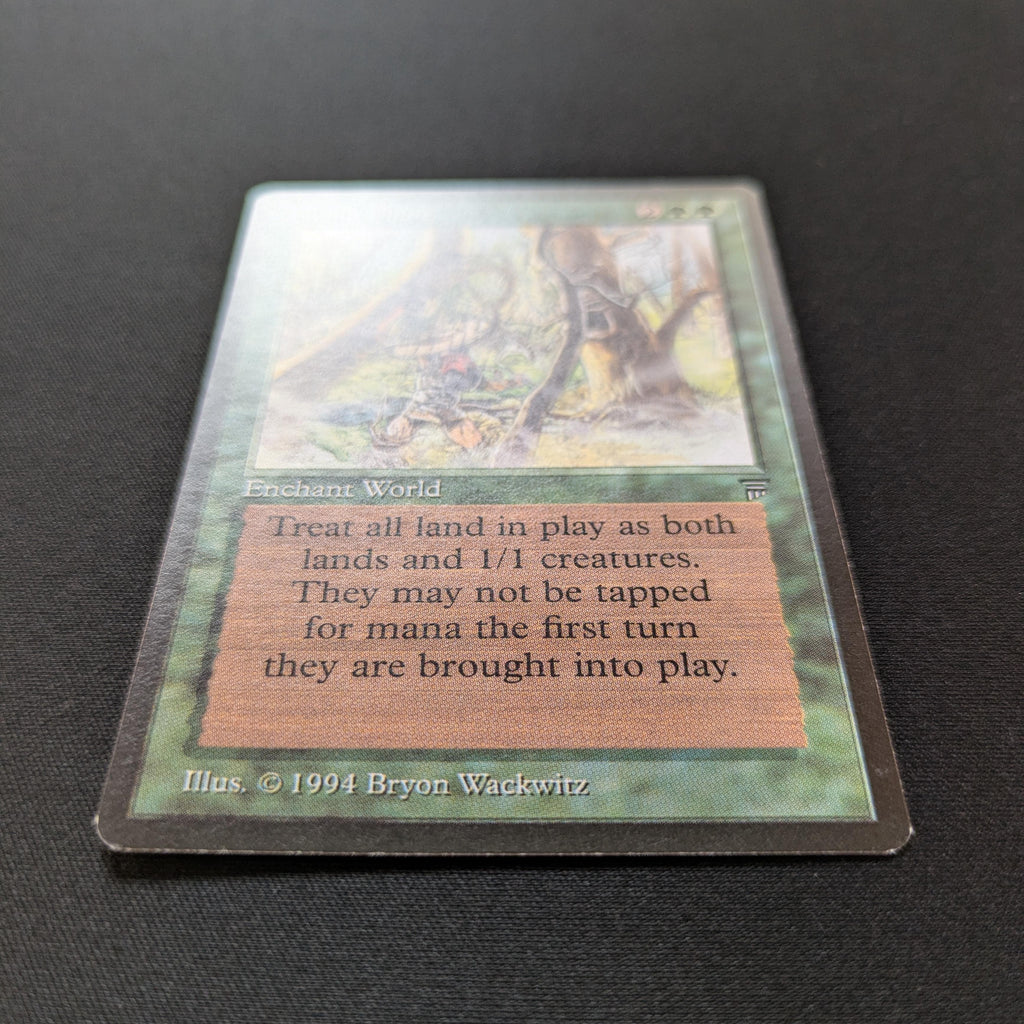 2
Enchant World
Treat all land in play as both
lands and 1/1 creatures.
They may not be tapped
for mana the first turn
they are brought into play.
Illus. © 1994 Bryon Wackwitz